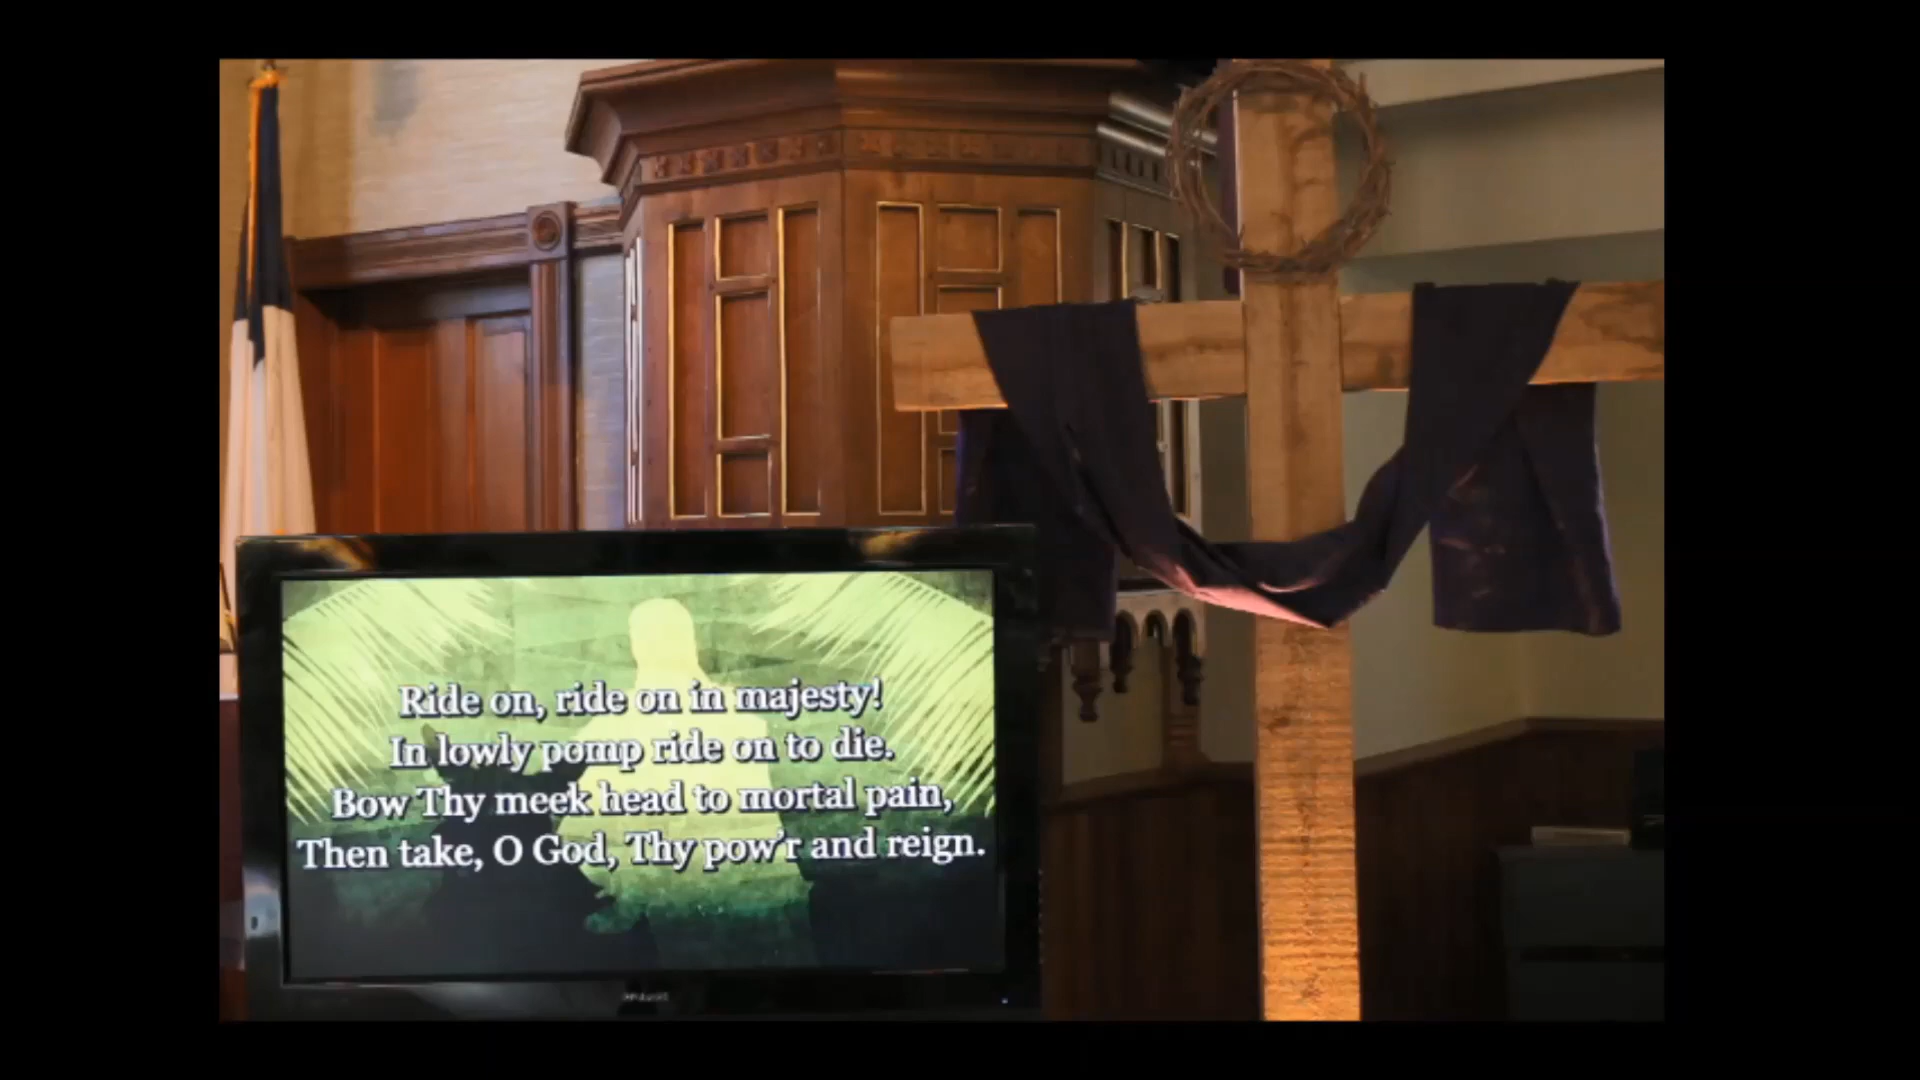 Ride on, ride on in majesty!
In lowly pomp ride on to die.
Bow Thy meek head to mortal pain,
Then take, O God, Thy pow'r and reign.